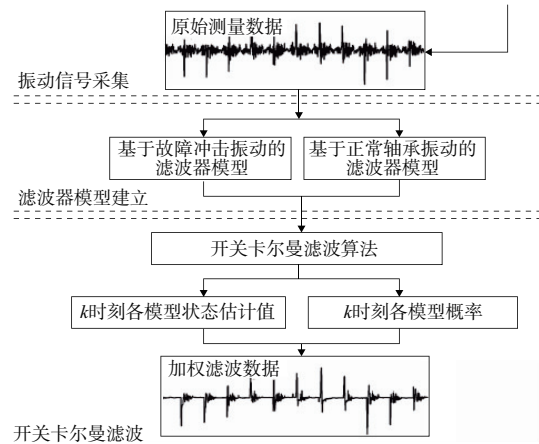 原始测量数据
振动信号采集
基于故障冲击振动的
滤波器模型
基于正常轴承振动的
滤波器模型
滤波器模型建立
开关卡尔曼滤波算法
k时刻各模型状态估计值
k时刻各模型概率
加权滤波数据
开关卡尔曼滤波